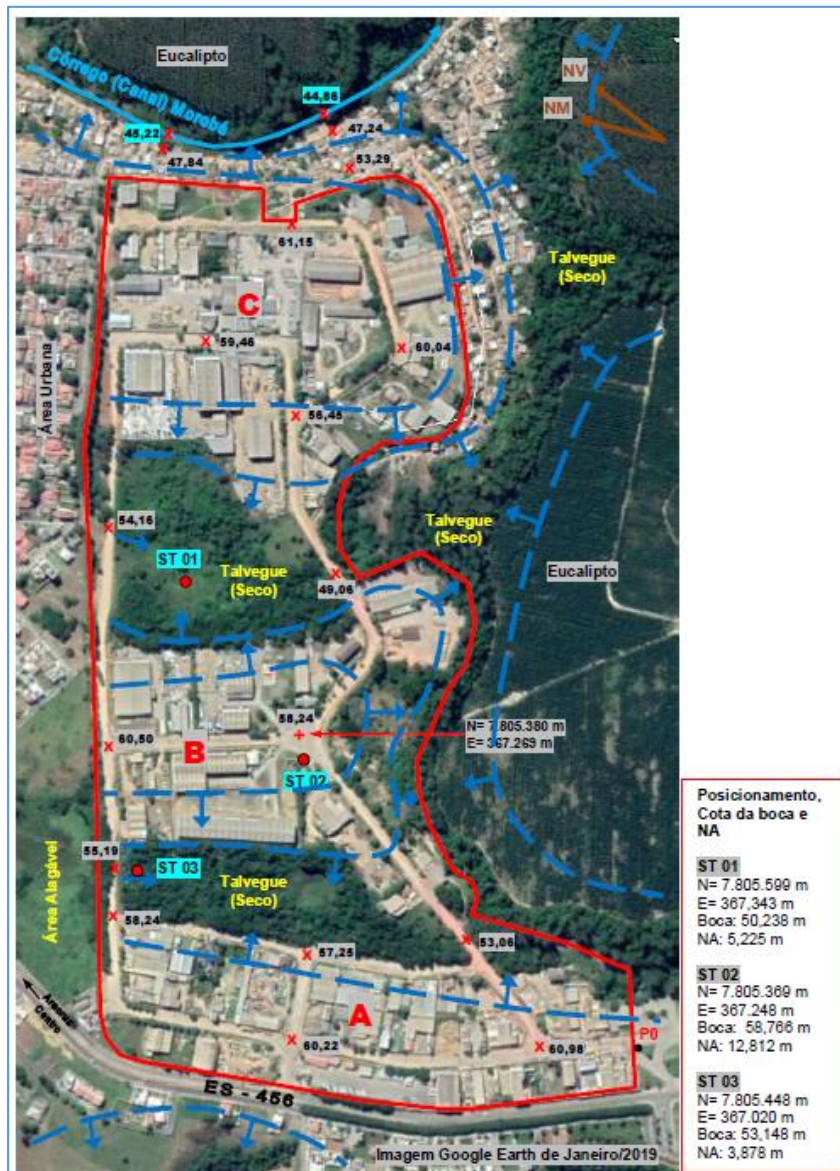 Eucalipto
Córrego (Canal) Morobá
44,86
45,22
47,24
47,84
53,29
NV
NM
61,15
Talvegue
(Seco)
C
59,46
60,04
Área Urbana
56,45
54,16
Talvegue
(Seco)
ST 01
Talvegue
(Seco)
49,06
Eucalipto
58,24
N= 7.805.380 m
E= 367.269 m
60,50
B
ST 02
55,19
ST 03
Talvegue
(Seco)
Área Alagável
58,24
57,25
53,06
A
Centro
60,22
60,98
P0
ES - 456
Imagem Google Earth de Janeiro/2019
Posicionamento,
Cota da boca e
NA
ST 01
N= 7.805.599 m
E= 367,343 m
Boca: 50,238 m
NA: 5,225 m
ST 02
N= 7.805.369 m
E= 367.248 m
Boca: 58,766 m
NA: 12,812 m
ST 03
N= 7.805.448 m
E= 367.020 m
Boca: 53,148 m
NA: 3,878 m